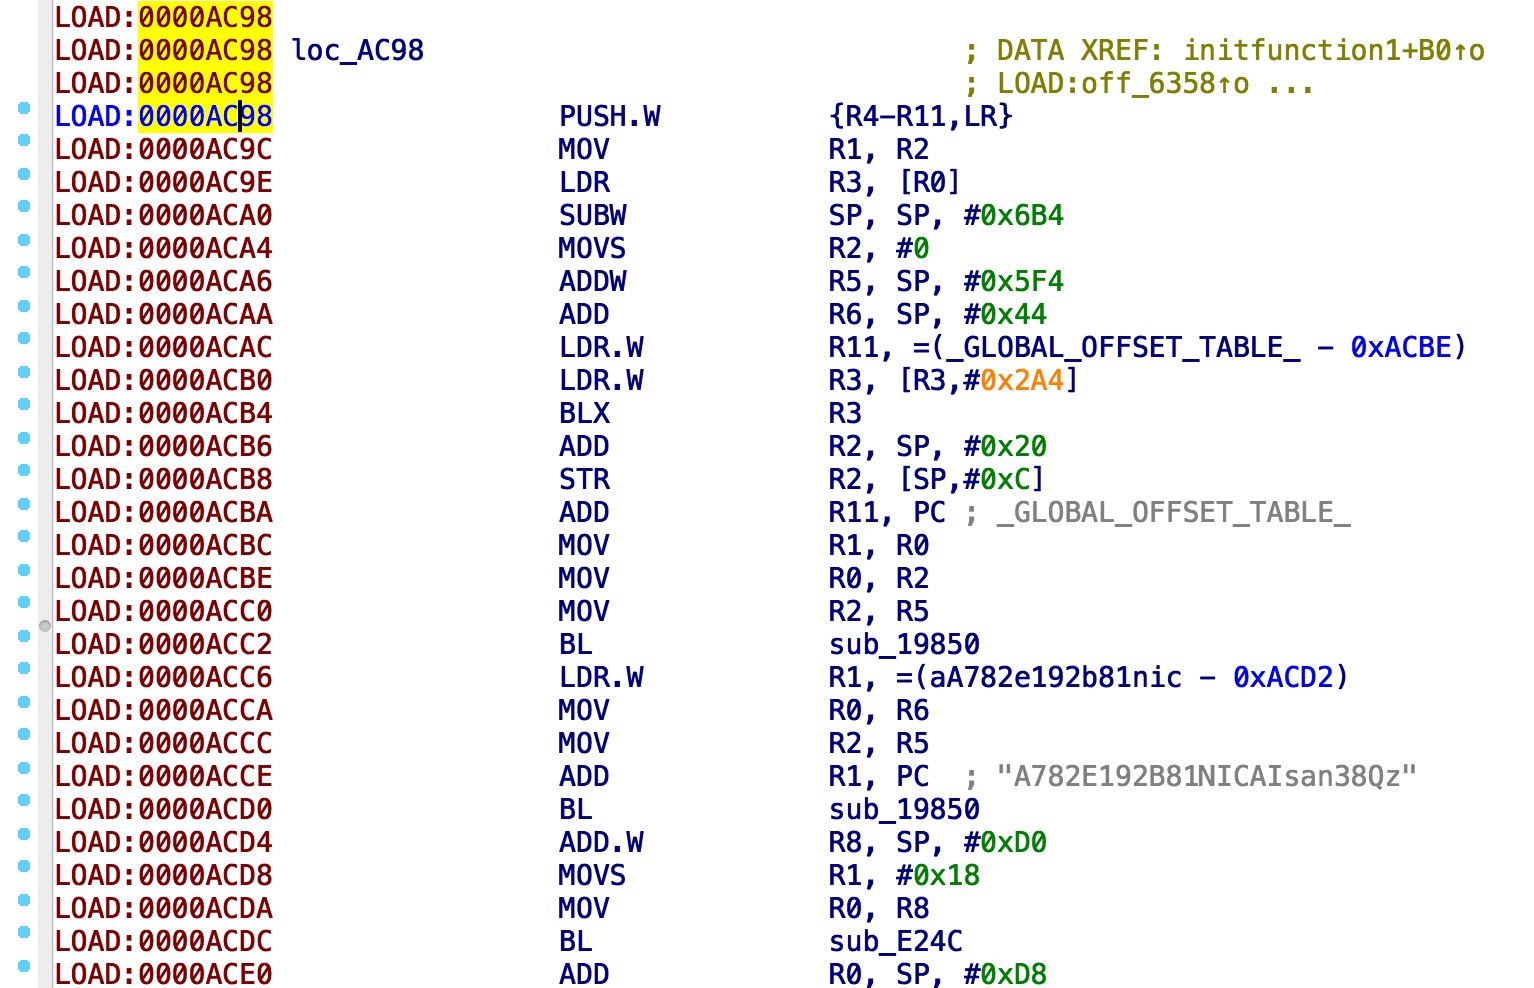 LOAD:0000AC98
LOAD:0000AC98 loc_AC98 ; DATA XREF: initfunction1+B0↑o
LOAD:0000AC98 ; LOAD:off_6358↑o ...
LOAD:0000AC98 PUSH.W {R4-R11,LR}
LOAD:0000AC9C MOV R1, R2
LOAD:0000AC9E LDR R3, [R0]
LOAD:0000ACA0 SUBW SP, SP, #0x6B4
LOAD:0000ACA4 MOVS R2, #0
LOAD:0000ACA6 ADDW R5, SP, #0x5F4
LOAD:0000ACAA ADD R6, SP, #0x44
LOAD:0000ACAC LDR.W R11, =(_GLOBAL_OFFSET_TABLE_ - 0xACBE)
LOAD:0000ACB0 LDR.W R3, [R3,#0x2A4]
LOAD:0000ACB4 BLX R3
LOAD:0000ACB6 ADD R2, SP, #0x20
LOAD:0000ACB8 STR R2, [SP,#0xC]
LOAD:0000ACBA ADD R11, PC ; _GLOBAL_OFFSET_TABLE_
LOAD:0000ACBC MOV R1, R0
LOAD:0000ACBE MOV R0, R2
LOAD:0000ACC0 MOV R2, R5
LOAD:0000ACC2 BL sub_19850
LOAD:0000ACC6 LDR.W R1, =(aA782e192b81nic - 0xACD2)
LOAD:0000ACCA MOV R0, R6
LOAD:0000ACCC MOV R2, R5
LOAD:0000ACCE ADD R1, PC ; "A782E192B81NICAIsan38Qz"
LOAD:0000ACD0 BL sub_19850
LOAD:0000ACD4 ADD.W R8, SP, #0xD0
LOAD:0000ACD8 MOVS R1, #0x18
LOAD:0000ACDA MOV R0, R8
LOAD:0000ACDC BL sub_E24C
LOAD:0000ACE0 ADD R0, SP, #0xD8